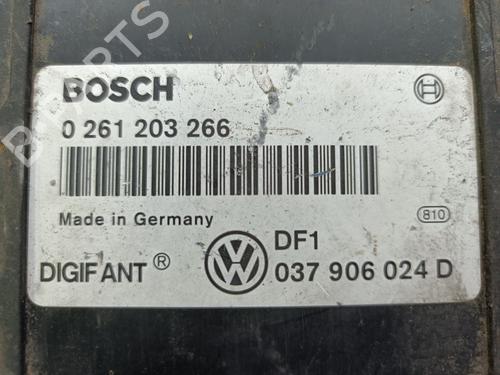 BOSCH
0 261 203 266
Made in Germany
810
DIGIFANT®
DF1
037 906 024 D